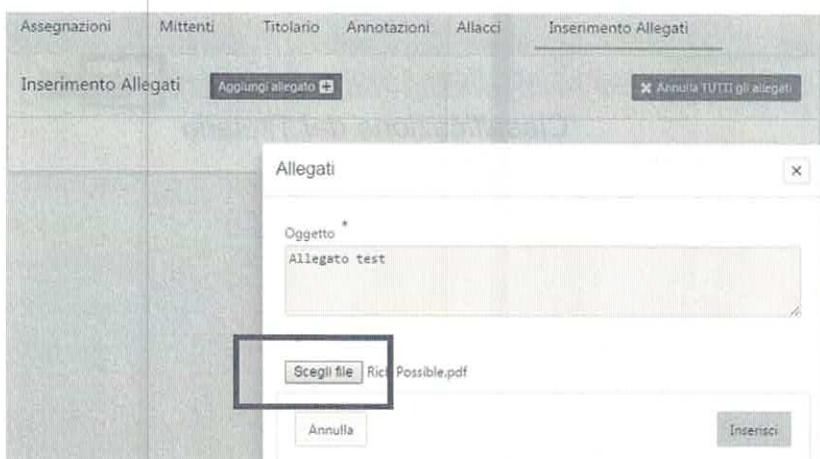 Assegnazioni Mittenti Titolario Annotazioni Allacci Inserimento Allegati
Inserimento Allegati Aggiungi allegato Annulla TUTTI gli allegati
Allegati
Oggetto *
Allegato test
Scegli file Rich Possible.pdf
Annulla Inserisci